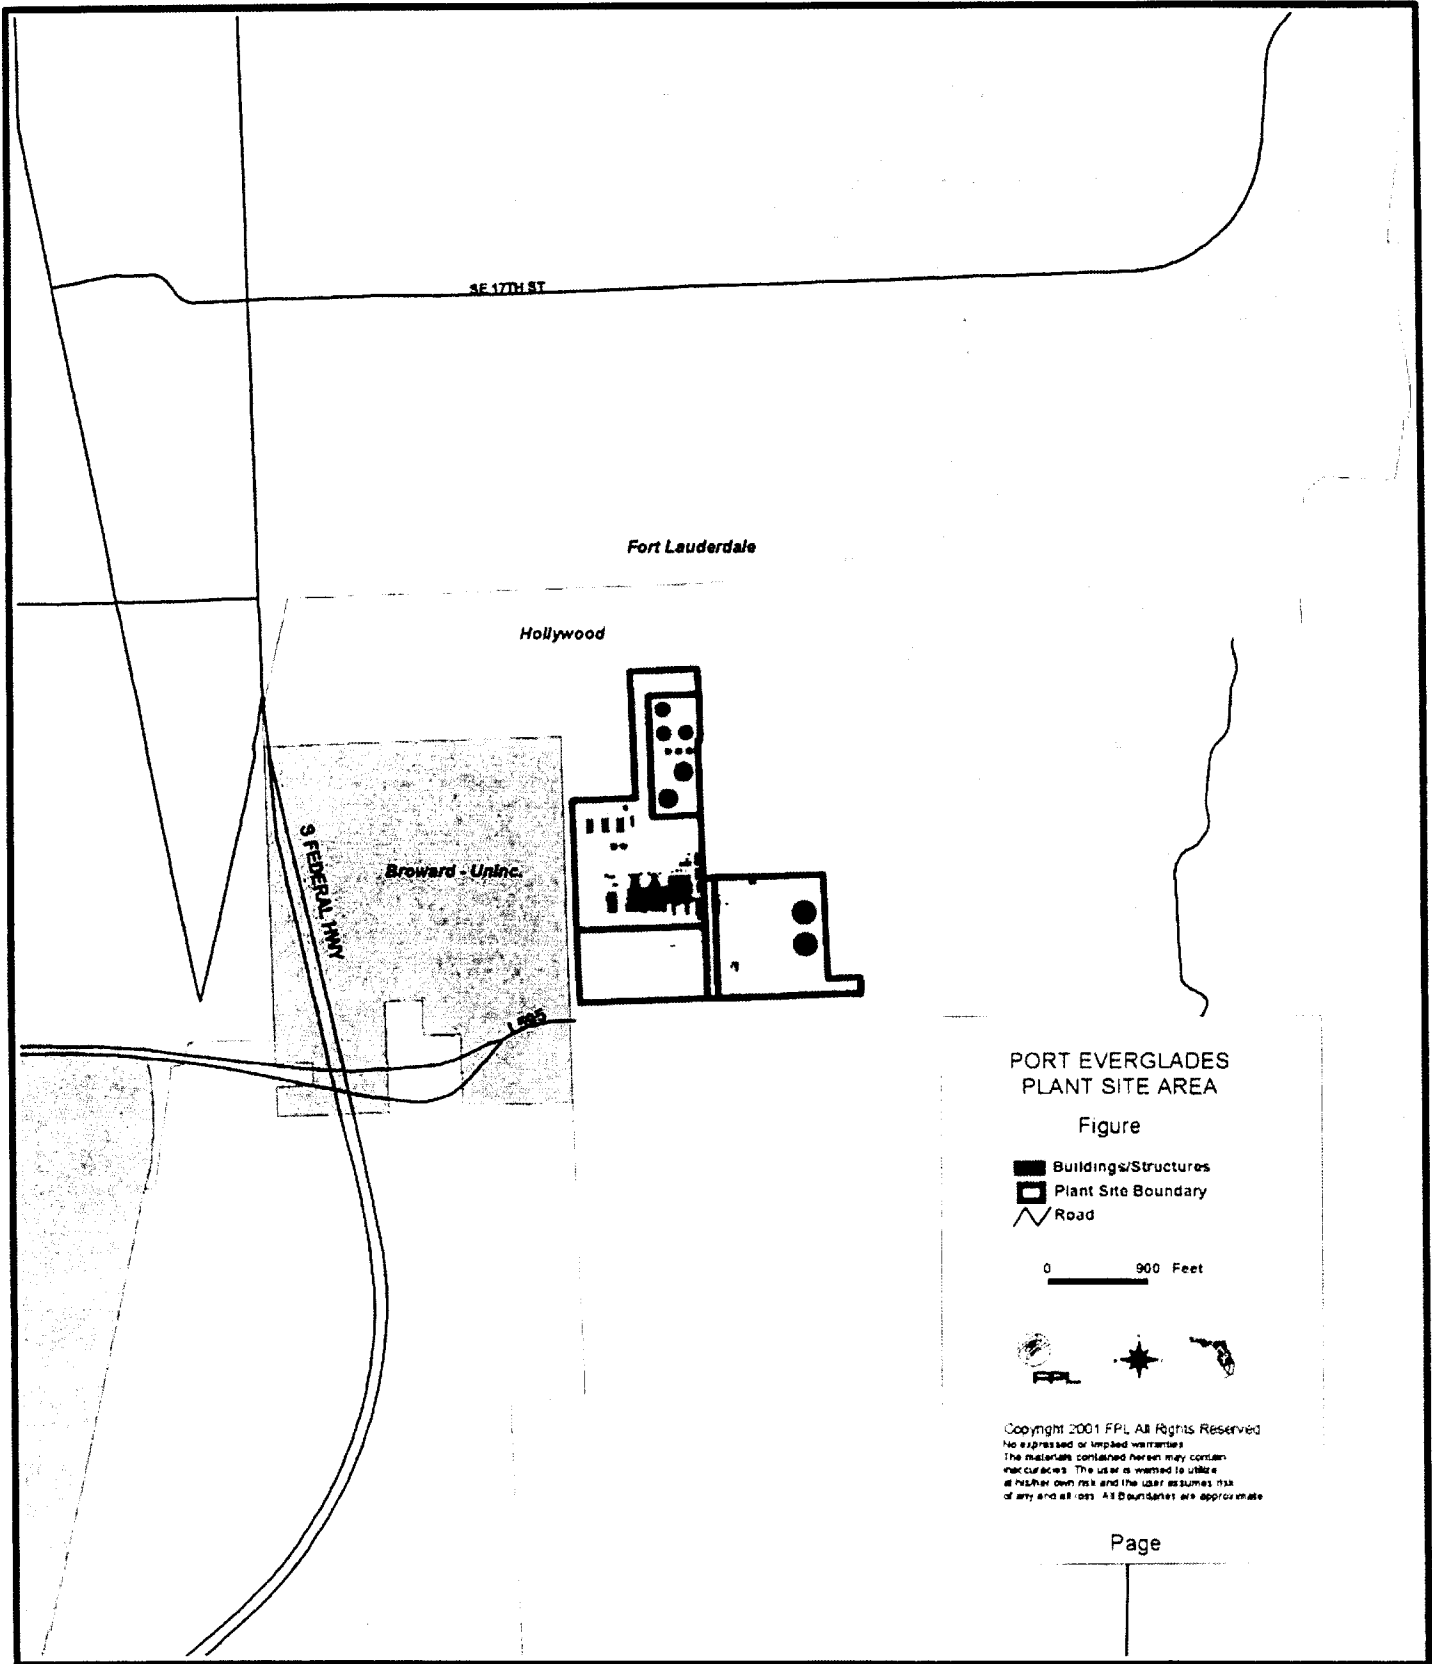 SE 17TH ST
Fort Lauderdale
Hollywood
S FEDERAL HWY
Broward - Uninc.
I-595
PORT EVERGLADES
PLANT SITE AREA
Figure
Buildings/Structures
Plant Site Boundary
Road
0 900 Feet
FPL
Copyright 2001 FPL All Rights Reserved
No expressed or implied warranties
The materials contained herein may contain
inaccuracies. The user is warned to utilize
at his/her own risk and the user assumes risk
of any and all loss. All Boundaries are approximate
Page